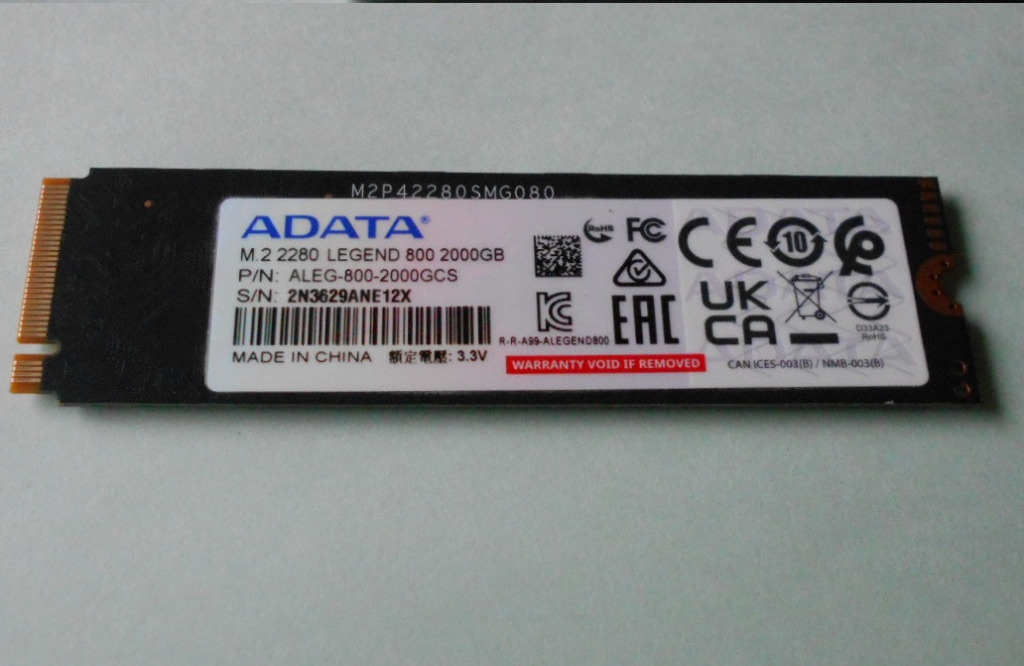 M2P42280SMG080
ADATA®
M.2 2280 LEGEND 800 2000GB
P/N: ALEG-800-2000GCS
S/N: 2N3629ANE12X
MADE IN CHINA 額定電壓: 3.3V
RoHS
FC
CE
10
KC
EAC
R-R-A99-ALEGEND800
UK
CA
D33A23
RoHS
WARRANTY VOID IF REMOVED
CAN ICES-003(B) / NMB-003(B)